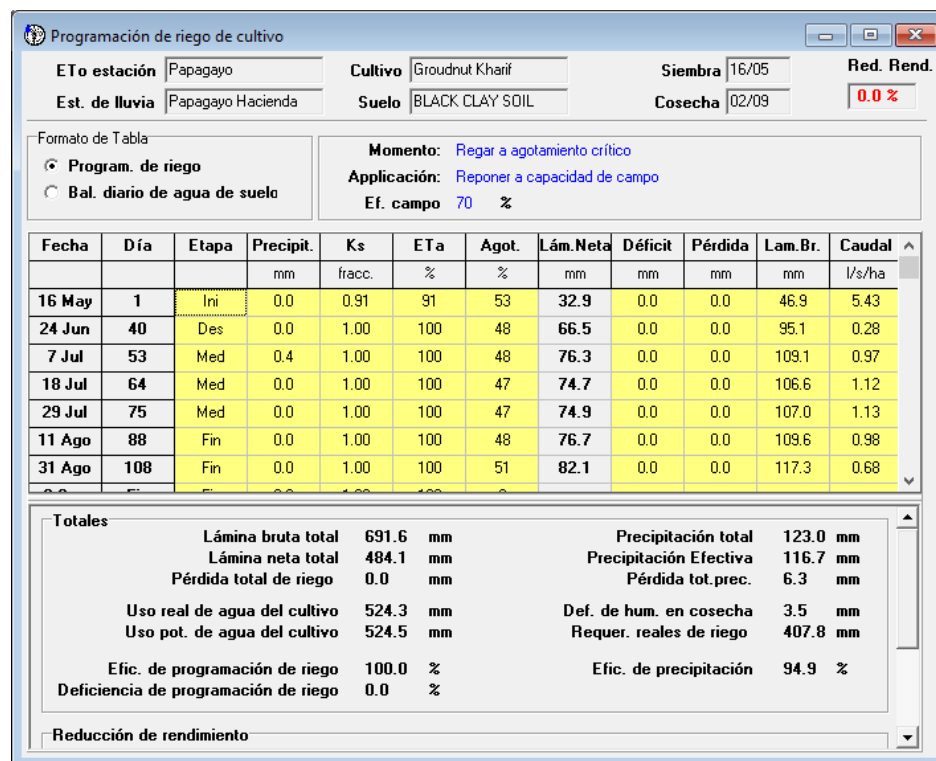 Programación de riego de cultivo
ETo estación Papagayo Cultivo Groudnut Kharif Siembra 16/05 Red. Rend.
Est. de lluvia Papagayo Hacienda Suelo BLACK CLAY SOIL Cosecha 02/09 0.0 %
Formato de Tabla
Program. de riego
Bal. diario de agua de suelo
Momento: Regar a agotamiento crítico
Applicación: Reponer a capacidad de campo
Ef. campo 70 %
Fecha Día Etapa Precipit. Ks ETa Agot. Lám.Neta Déficit Pérdida Lam.Br. Caudal
mm fracc. % % mm mm mm mm l/s/ha
16 May 1 Ini 0.0 0.91 91 53 32.9 0.0 0.0 46.9 5.43
24 Jun 40 Des 0.0 1.00 100 48 66.5 0.0 0.0 95.1 0.28
7 Jul 53 Med 0.4 1.00 100 48 76.3 0.0 0.0 109.1 0.97
18 Jul 64 Med 0.0 1.00 100 47 74.7 0.0 0.0 106.6 1.12
29 Jul 75 Med 0.0 1.00 100 47 74.9 0.0 0.0 107.0 1.13
11 Ago 88 Fin 0.0 1.00 100 48 76.7 0.0 0.0 109.6 0.98
31 Ago 108 Fin 0.0 1.00 100 51 82.1 0.0 0.0 117.3 0.68
Totales
Lámina bruta total 691.6 mm Precipitación total 123.0 mm
Lámina neta total 484.1 mm Precipitación Efectiva 116.7 mm
Pérdida total de riego 0.0 mm Pérdida tot.prec. 6.3 mm
Uso real de agua del cultivo 524.3 mm Def. de hum. en cosecha 3.5 mm
Uso pot. de agua del cultivo 524.5 mm Requer. reales de riego 407.8 mm
Efic. de programación de riego 100.0 % Efic. de precipitación 94.9 %
Deficiencia de programación de riego 0.0 %
Reducción de rendimiento